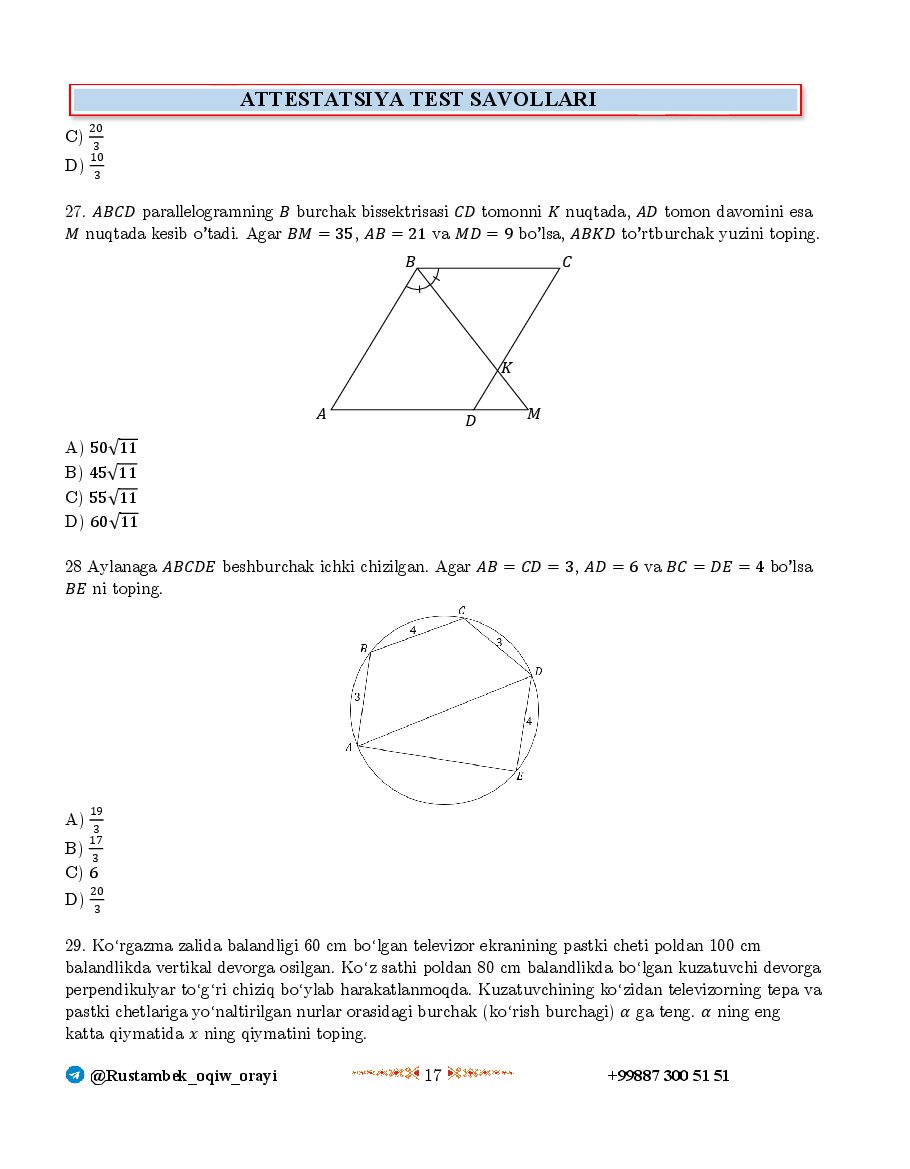 ATTESTATSIYA TEST SAVOLLARI
C) 20/3
D) 10/3
27. ABCD parallelogramning B burchak bissektrisasi CD tomonni K nuqtada, AD tomon davomini esa
M nuqtada kesib o'tadi. Agar BM = 35, AB = 21 va MD = 9 bo'lsa, ABKD to'rtburchak yuzini toping.
B C
K
A D M
A) 50√11
B) 45√11
C) 55√11
D) 60√11
28 Aylanaga ABCDE beshburchak ichki chizilgan. Agar AB = CD = 3, AD = 6 va BC = DE = 4 bo'lsa
BE ni toping.
C
4
B 3
D
3
4
A
E
A) 19/3
B) 17/3
C) 6
D) 20/3
29. Ko‘rgazma zalida balandligi 60 cm bo‘lgan televizor ekranining pastki cheti poldan 100 cm
balandlikda vertikal devorga osilgan. Ko‘z sathi poldan 80 cm balandlikda bo‘lgan kuzatuvchi devorga
perpendikulyar to‘g‘ri chiziq bo‘ylab harakatlanmoqda. Kuzatuvchining ko‘zidan televizorning tepa va
pastki chetlariga yo‘naltirilgan nurlar orasidagi burchak (ko‘rish burchagi) α ga teng. α ning eng
katta qiymatida x ning qiymatini toping.
@Rustambek_oqiw_orayi 17 +99887 300 51 51